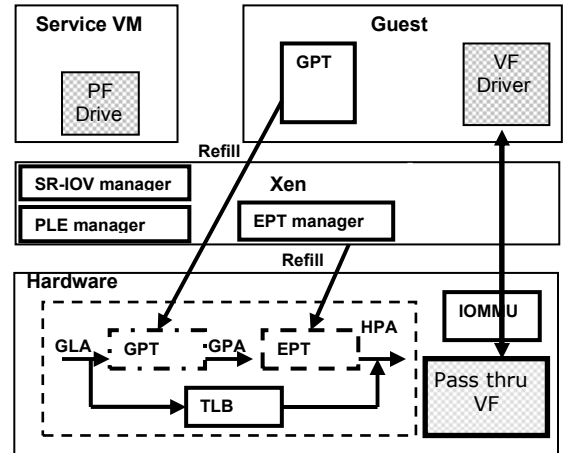 Service VM
Guest
GPT
VF
Driver
PF
Drive
Refill
SR-IOV manager
Xen
PLE manager
EPT manager
Refill
Hardware
IOMMU
HPA
GLA
GPT
GPA
EPT
Pass thru
VF
TLB